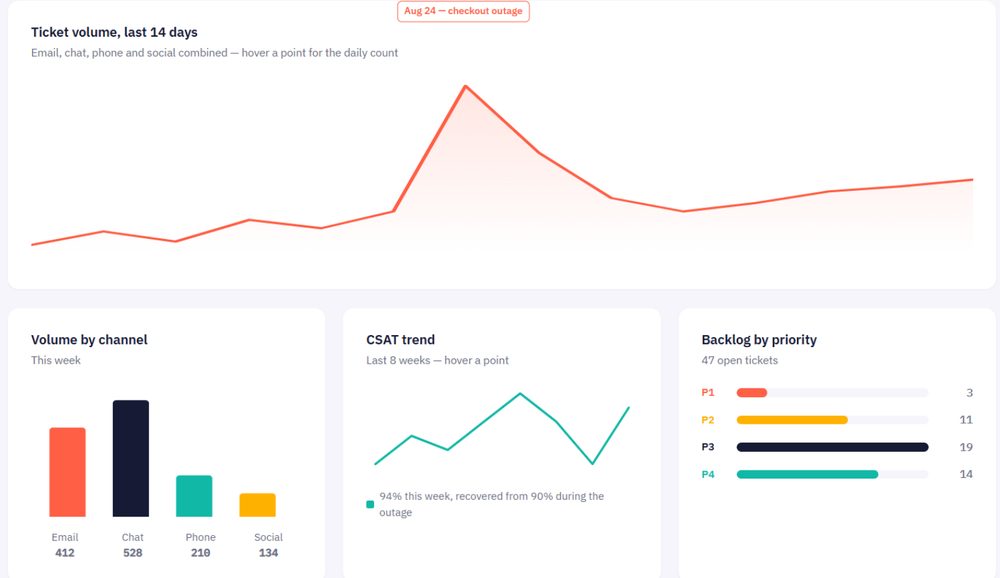 Aug 24 — checkout outage
Ticket volume, last 14 days
Email, chat, phone and social combined — hover a point for the daily count
Volume by channel
This week
Email
412
Chat
528
Phone
210
Social
134
CSAT trend
Last 8 weeks — hover a point
94% this week, recovered from 90% during the
outage
Backlog by priority
47 open tickets
P1 3
P2 11
P3 19
P4 14